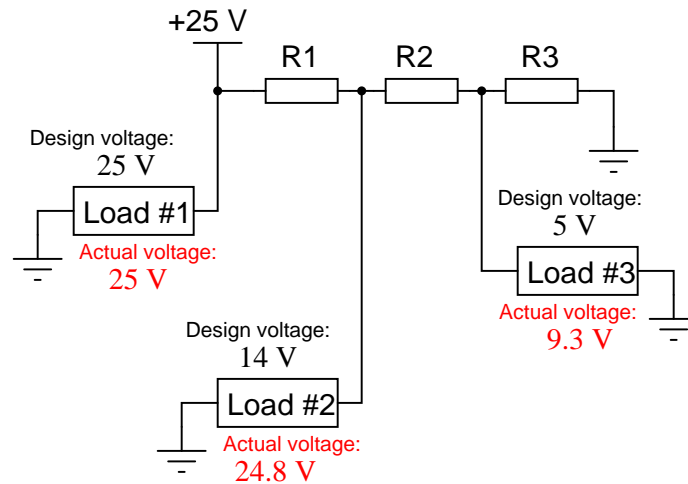 +25 V
R1 R2 R3
Design voltage:
25 V
Load #1
Actual voltage:
25 V
Design voltage:
5 V
Load #3
Actual voltage:
9.3 V
Design voltage:
14 V
Load #2
Actual voltage:
24.8 V